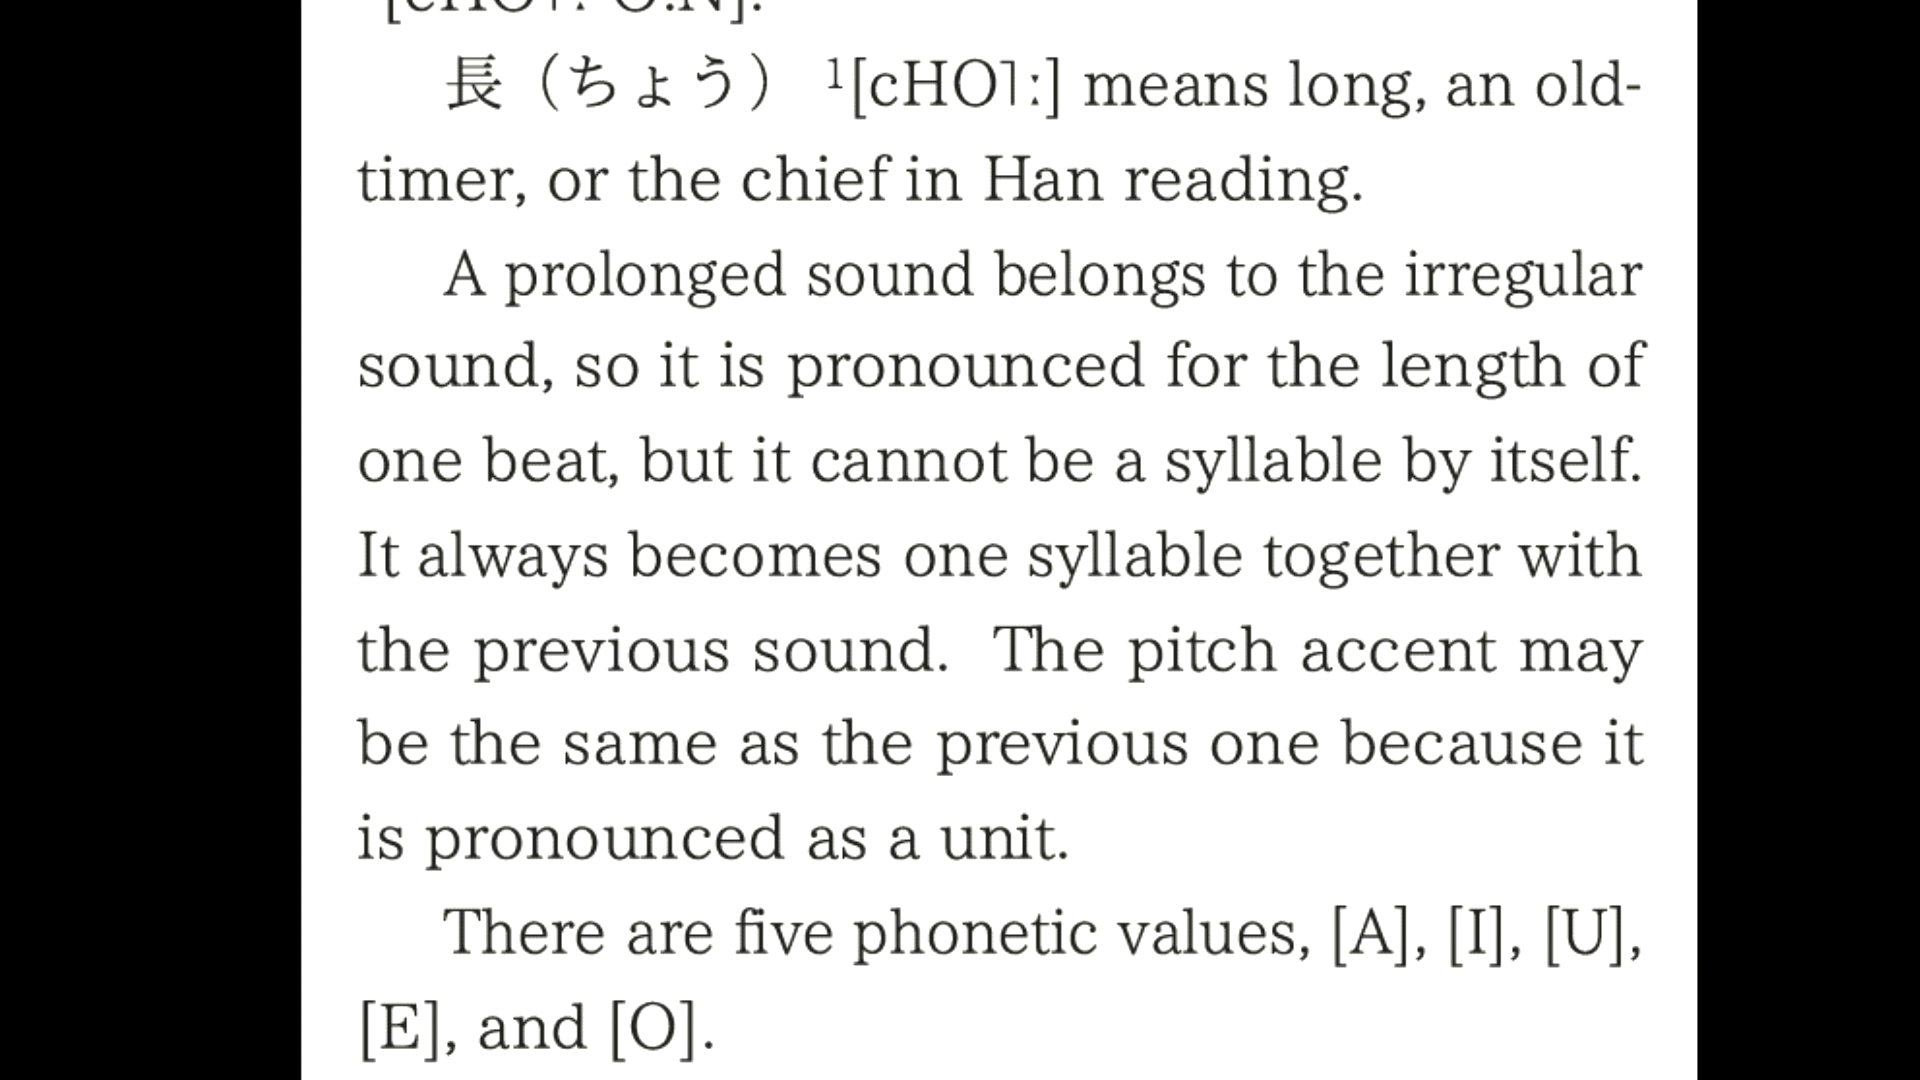 [cHO˥: O:N].
長（ちょう） ¹[cHO˥:] means long, an old-
timer, or the chief in Han reading.
A prolonged sound belongs to the irregular
sound, so it is pronounced for the length of
one beat, but it cannot be a syllable by itself.
It always becomes one syllable together with
the previous sound. The pitch accent may
be the same as the previous one because it
is pronounced as a unit.
There are five phonetic values, [A], [I], [U],
[E], and [O].